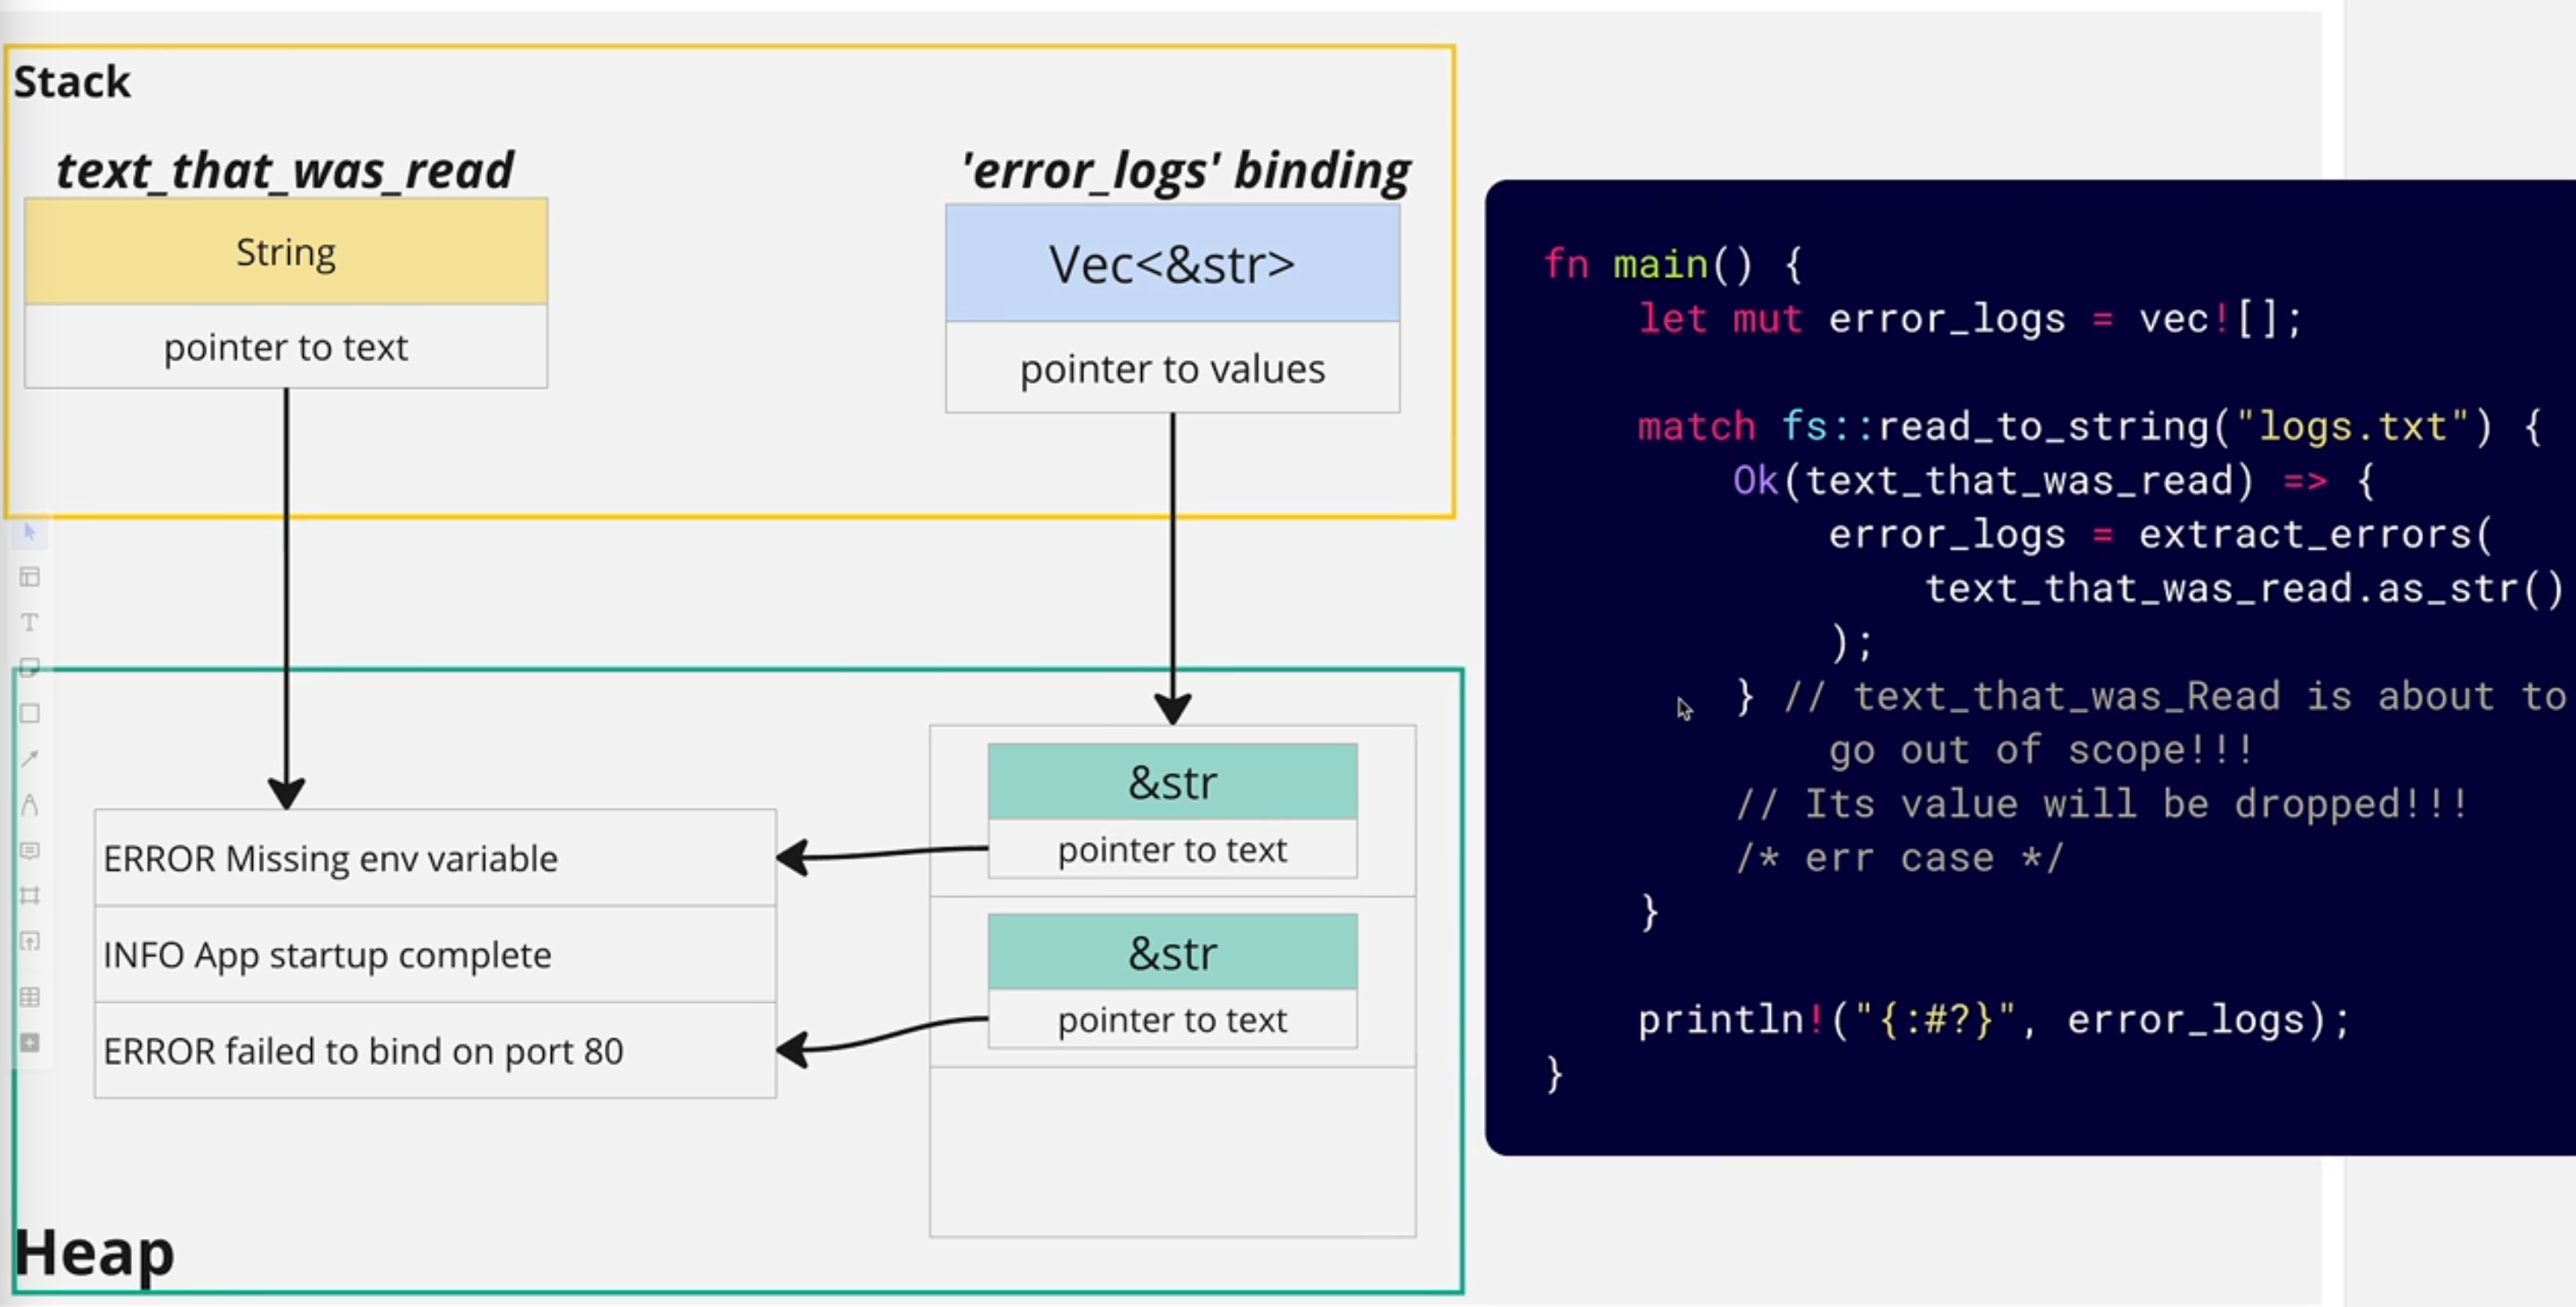 Stack
text_that_was_read
String
pointer to text
'error_logs' binding
Vec<&str>
pointer to values
ERROR Missing env variable
INFO App startup complete
ERROR failed to bind on port 80
&str
pointer to text
&str
pointer to text
Heap
fn main() {
let mut error_logs = vec![];
match fs::read_to_string("logs.txt") {
Ok(text_that_was_read) => {
error_logs = extract_errors(
text_that_was_read.as_str()
);
} // text_that_was_Read is about to
go out of scope!!!
// Its value will be dropped!!!
/* err case */
}
println!("{:#?}", error_logs);
}